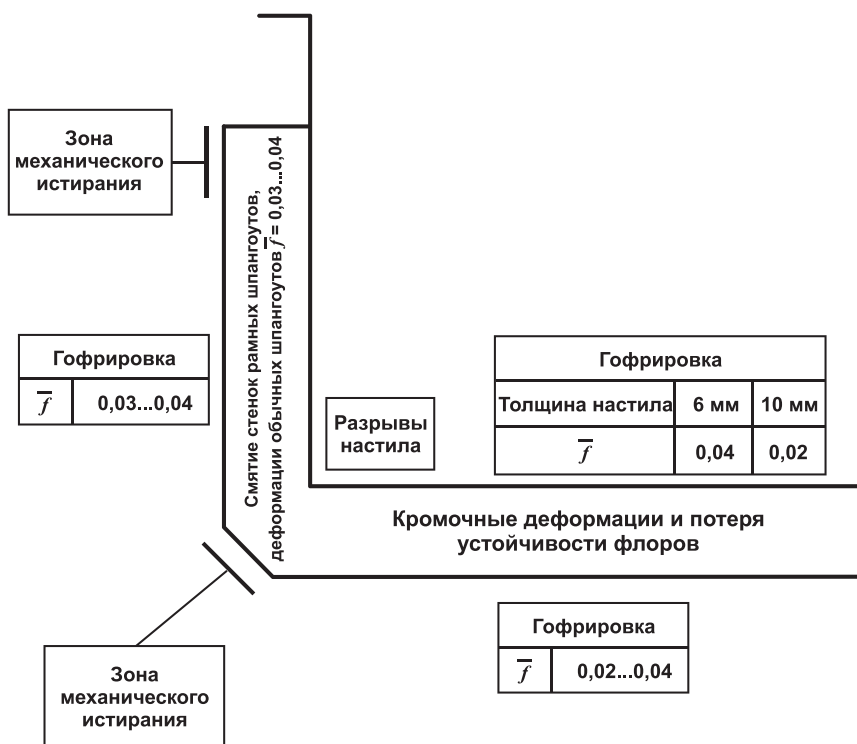 Зона
механического
истирания
Смятие стенок рамных шпангоутов,
деформации обычных шпангоутов f̅ = 0,03...0,04
Гофрировка
f̅ 0,03...0,04
Разрывы
настила
Гофрировка
Толщина настила 6 мм 10 мм
f̅ 0,04 0,02
Кромочные деформации и потеря
устойчивости флоров
Гофрировка
f̅ 0,02...0,04
Зона
механического
истирания